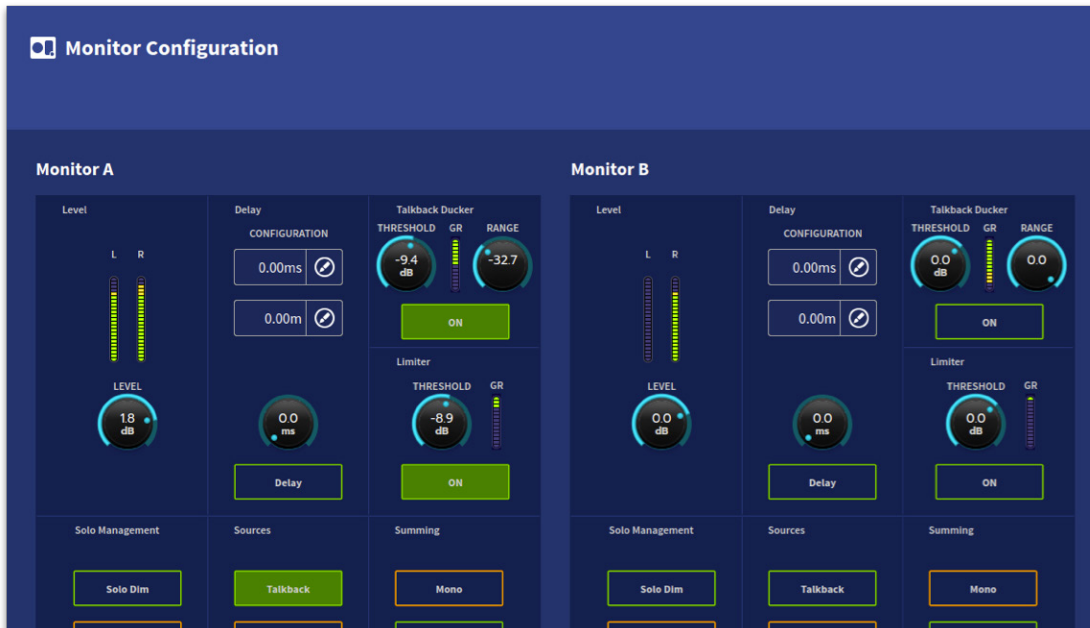 Monitor Configuration
Monitor A
Level
L R
LEVEL
1.8
dB
Delay
CONFIGURATION
0.00ms
0.00m
0.0
ms
Delay
Talkback Ducker
THRESHOLD GR RANGE
-9.4
dB
-32.7
ON
Limiter
THRESHOLD GR
-8.9
dB
ON
Solo Management
Solo Dim
Sources
Talkback
Summing
Mono
Monitor B
Level
L R
LEVEL
0.0
dB
Delay
CONFIGURATION
0.00ms
0.00m
0.0
ms
Delay
Talkback Ducker
THRESHOLD GR RANGE
0.0
dB
0.0
ON
Limiter
THRESHOLD GR
0.0
dB
ON
Solo Management
Solo Dim
Sources
Talkback
Summing
Mono